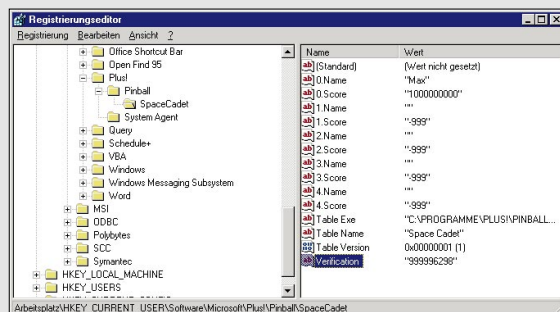 Registrierungseditor
Registrierung Bearbeiten Ansicht ?
Office Shortcut Bar
Open Find 95
Plus!
Pinball
SpaceCadet
System Agent
Query
Schedule+
VBA
Windows
Windows Messaging Subsystem
Word
MSI
ODBC
Polybytes
SCC
Symantec
HKEY_LOCAL_MACHINE
HKEY_USERS
HKEY_CURRENT_CONFIG
Name Wert
(Standard) (Wert nicht gesetzt)
0.Name "Max"
0.Score "1000000000"
1.Name ""
1.Score "-999"
2.Name ""
2.Score "-999"
3.Name ""
3.Score "-999"
4.Name ""
4.Score "-999"
Table Exe "C:\PROGRAMME\PLUS!\PINBALL...
Table Name "Space Cadet"
Table Version 0x00000001 (1)
Verification "999996298"
Arbeitsplatz\HKEY_CURRENT_USER\Software\Microsoft\Plus!\Pinball\SpaceCadet